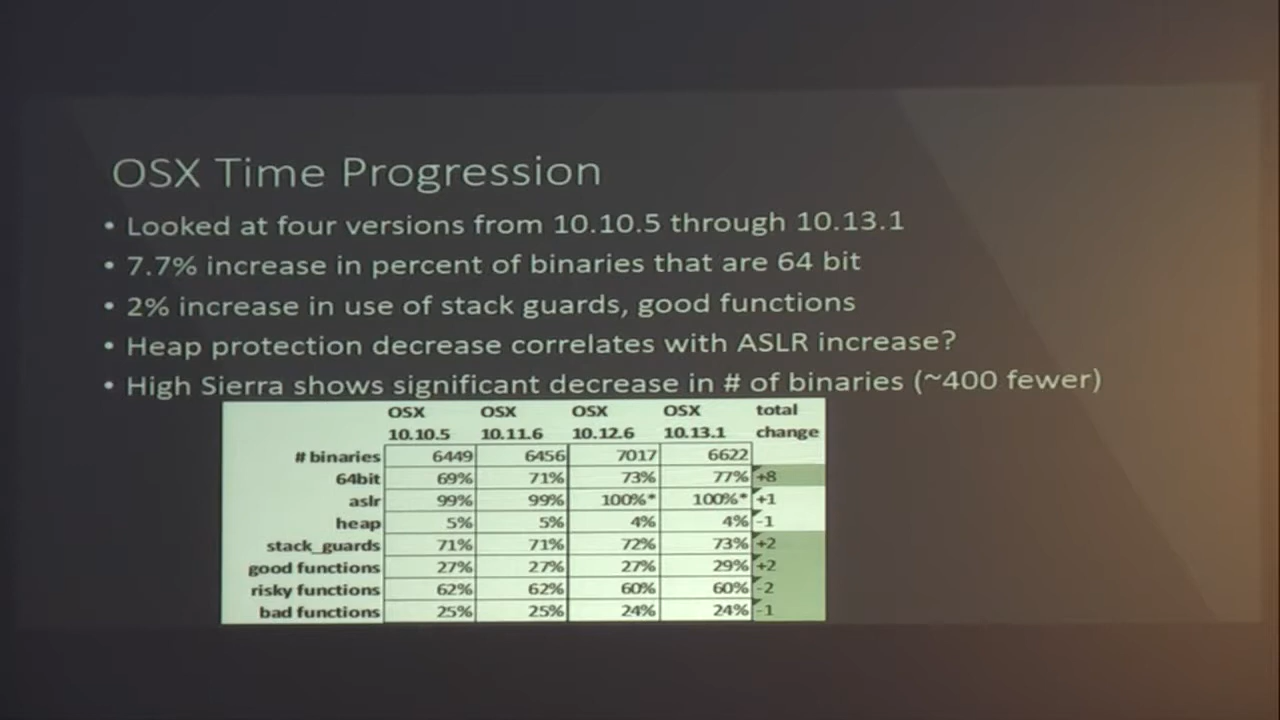 OSX Time Progression
• Looked at four versions from 10.10.5 through 10.13.1
• 7.7% increase in percent of binaries that are 64 bit
• 2% increase in use of stack guards, good functions
• Heap protection decrease correlates with ASLR increase?
• High Sierra shows significant decrease in # of binaries (~400 fewer)
OSX OSX OSX OSX total
10.10.5 10.11.6 10.12.6 10.13.1 change
# binaries 6449 6456 7017 6622
64bit 69% 71% 73% 77% +8
aslr 99% 99% 100%* 100%* +1
heap 5% 5% 4% 4% -1
stack_guards 71% 71% 72% 73% +2
good functions 27% 27% 27% 29% +2
risky functions 62% 62% 60% 60% -2
bad functions 25% 25% 24% 24% -1